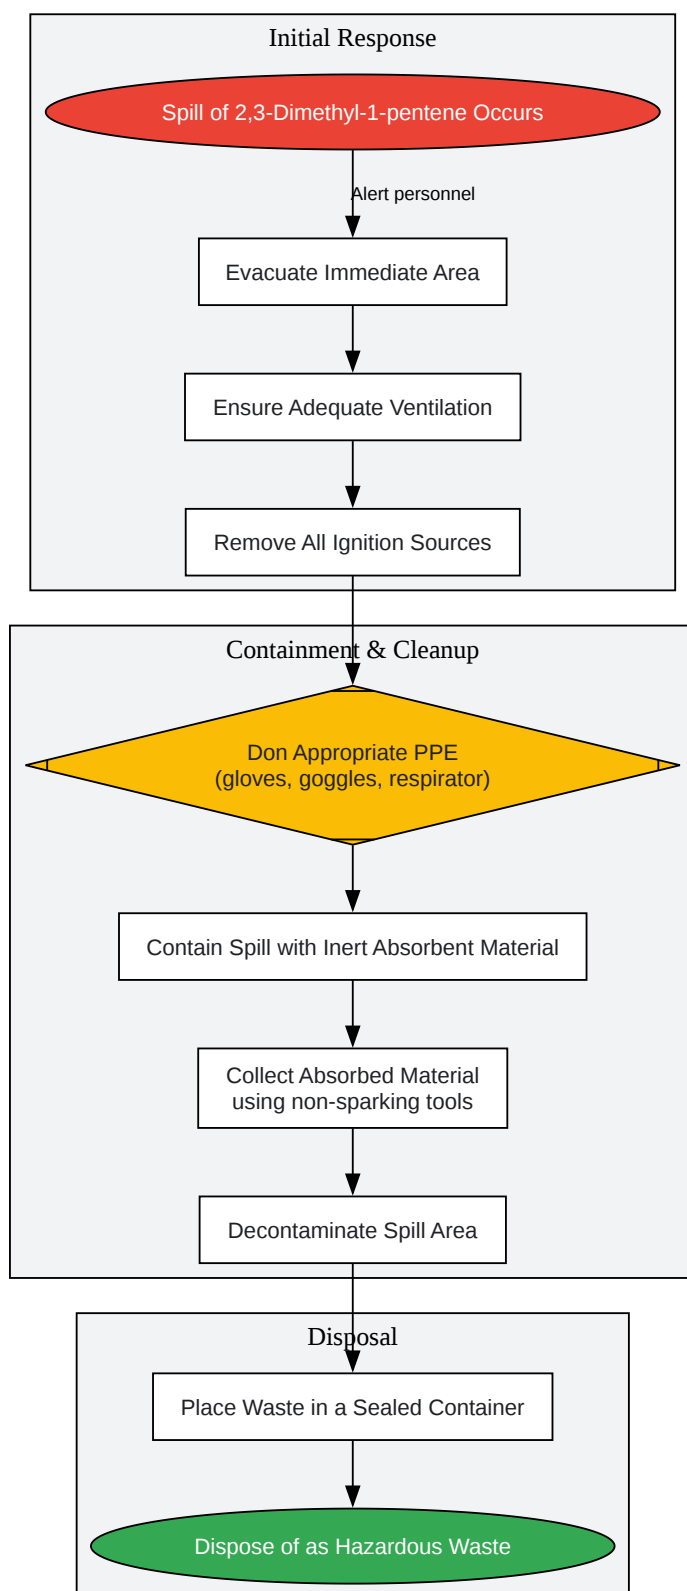 Initial Response
Spill of 2,3-Dimethyl-1-pentene Occurs
Alert personnel
Evacuate Immediate Area
Ensure Adequate Ventilation
Remove All Ignition Sources
Containment & Cleanup
Don Appropriate PPE
(gloves, goggles, respirator)
Contain Spill with Inert Absorbent Material
Collect Absorbed Material
using non-sparking tools
Decontaminate Spill Area
Disposal
Place Waste in a Sealed Container
Dispose of as Hazardous Waste